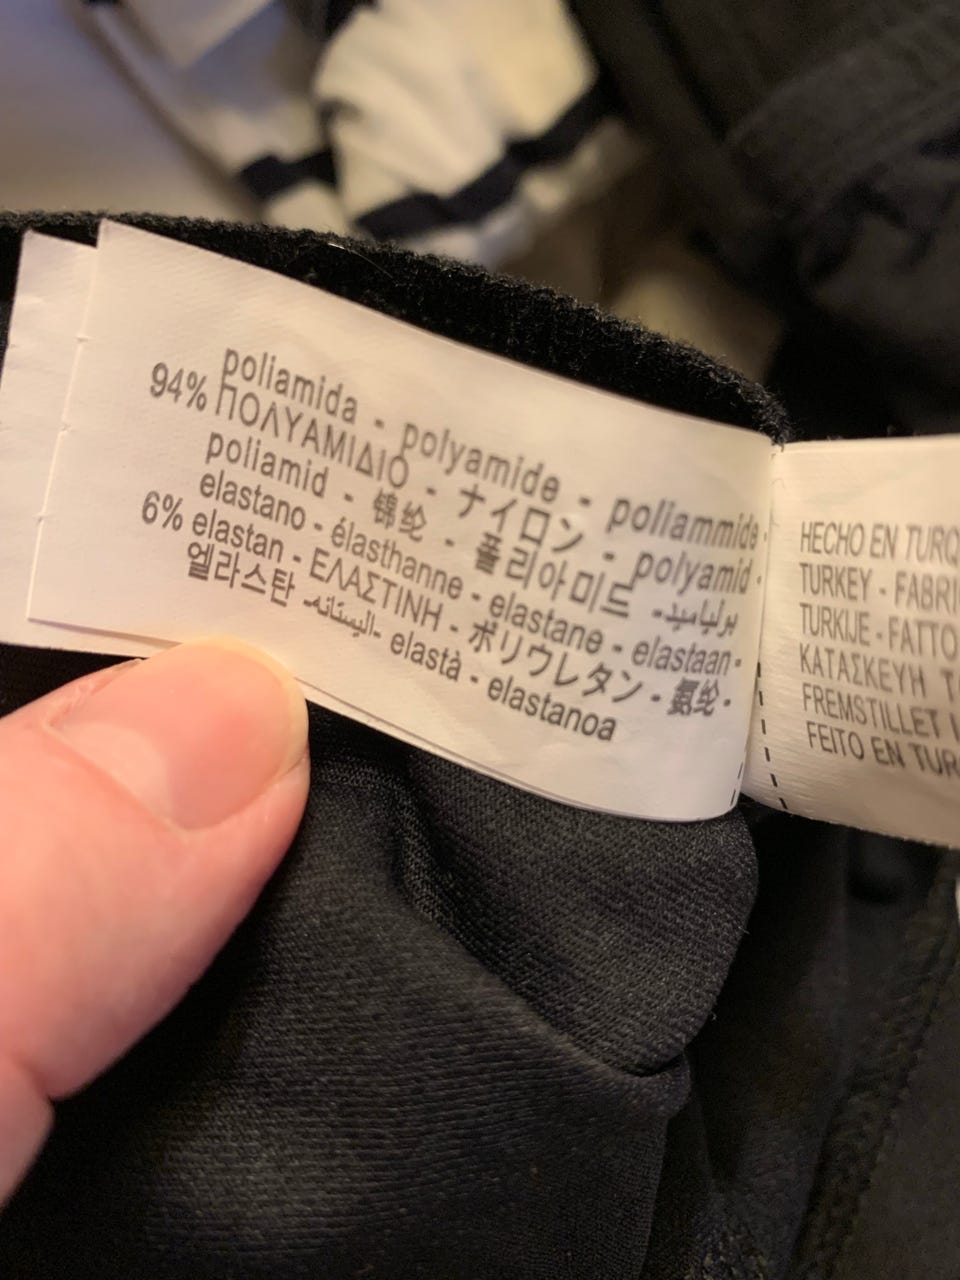 poliamida - polyamide - poliammide -
94% ΠΟΛΥΑΜΙΔΙΟ - ナイロン - polyamid -
poliamid - 锦纶 - 폴리아미드 - بولياميد
elastano - élasthanne - elastane - elastaan -
6% elastan - ΕΛΑΣΤΙΝΗ - ポリウレタン - 氨纶 -
엘라스탄 -اليستانه- elastà - elastanoa
HECHO EN TURQ
TURKEY - FABRI
TURKIJE - FATTO
ΚΑΤΑΣΚΕΥΗ
FREMSTILLET
FEITO EN TUR